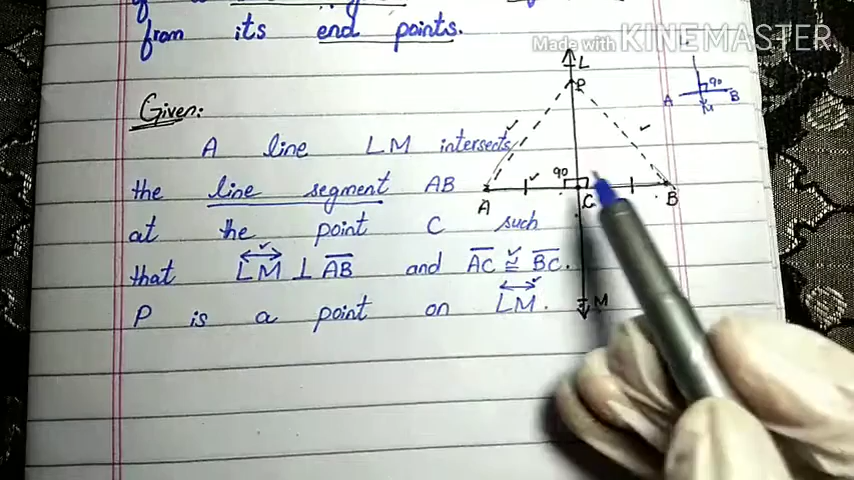 from its end points.
Made with KINEMASTER
Given:
A line LM intersects
the line segment AB
at the point C such
that LM ⊥ AB and AC ≅ BC.
P is a point on LM.
L
P
90
A
C
B
M
90
A
B
M